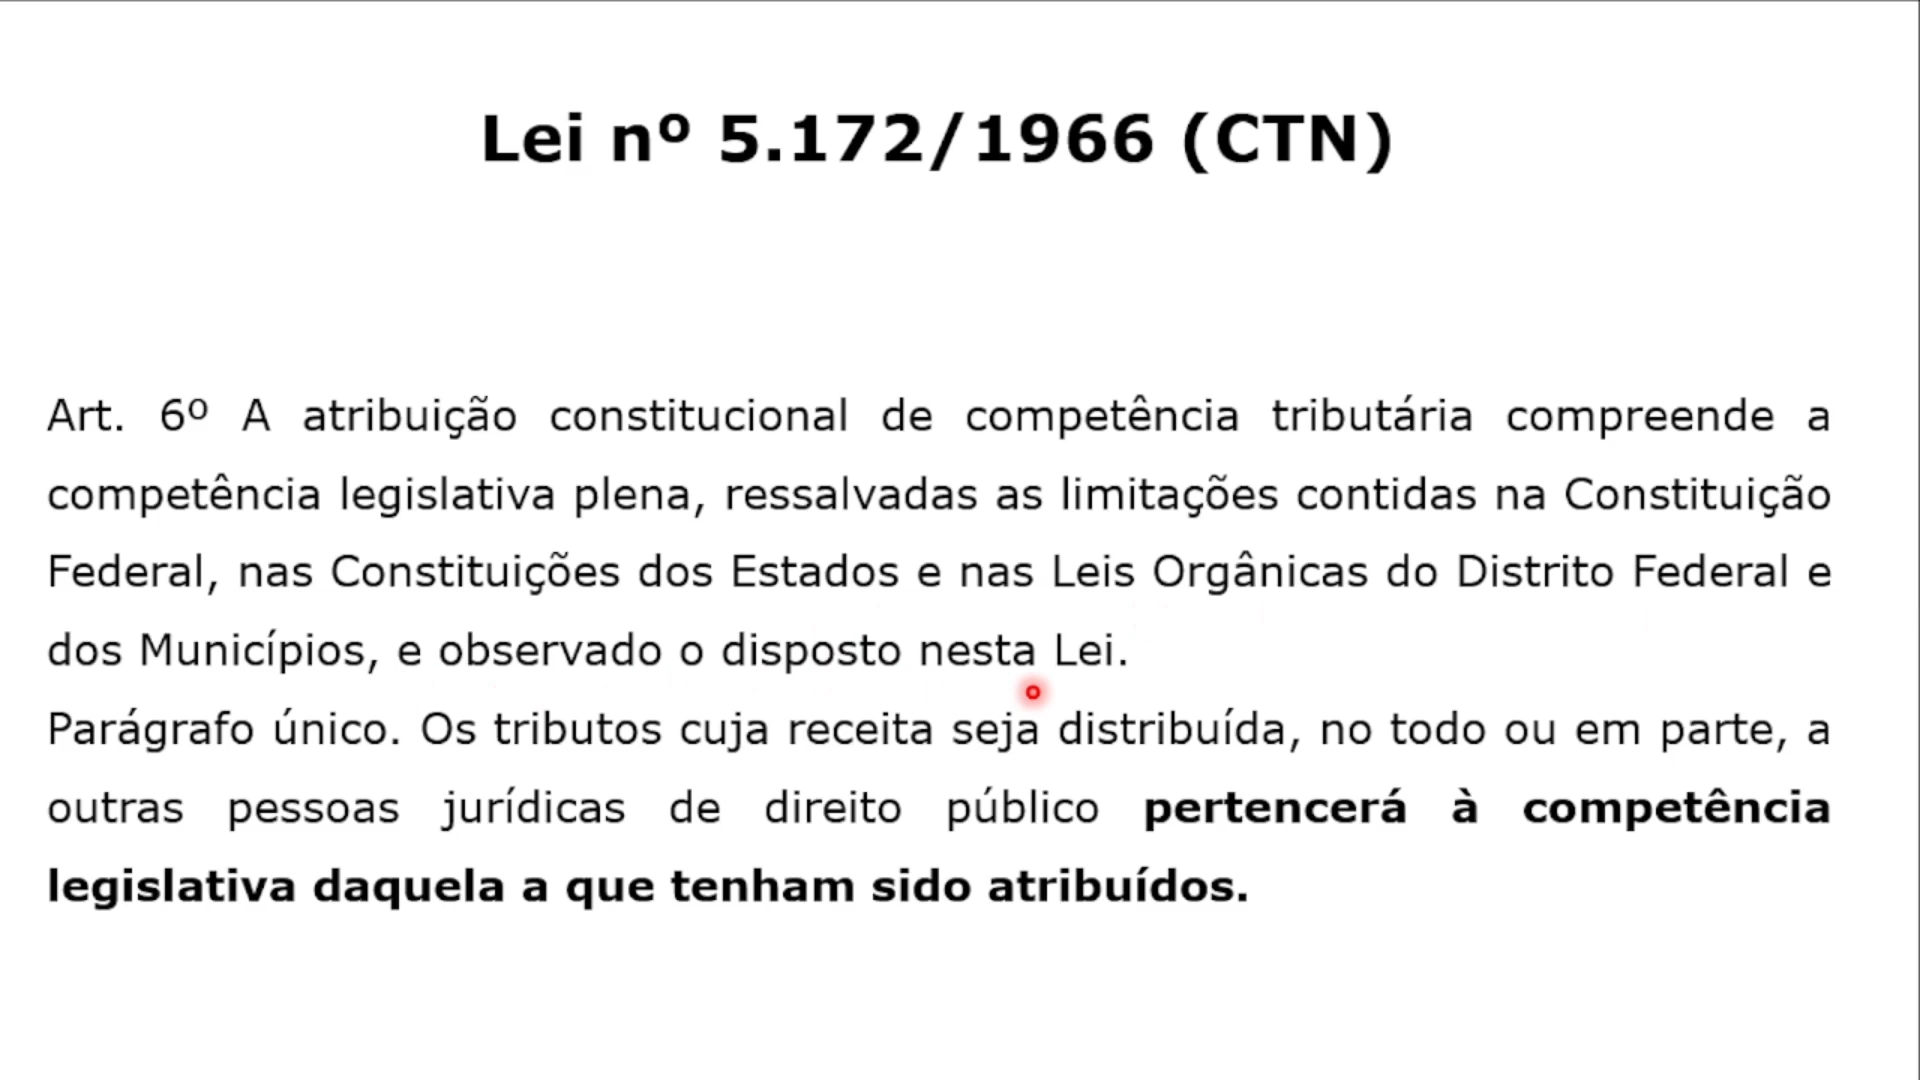 Lei nº 5.172/1966 (CTN)
Art. 6º A atribuição constitucional de competência tributária compreende a
competência legislativa plena, ressalvadas as limitações contidas na Constituição
Federal, nas Constituições dos Estados e nas Leis Orgânicas do Distrito Federal e
dos Municípios, e observado o disposto nesta Lei.
Parágrafo único. Os tributos cuja receita seja distribuída, no todo ou em parte, a
outras pessoas jurídicas de direito público pertencerá à competência
legislativa daquela a que tenham sido atribuídos.